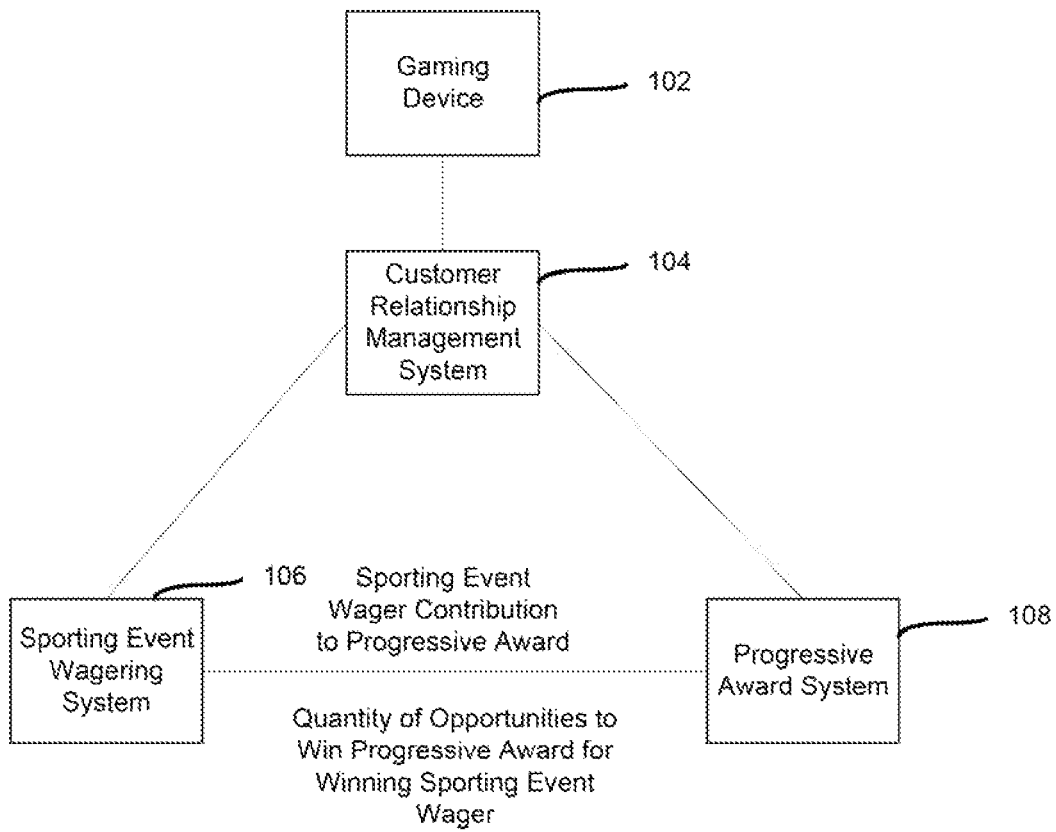 Gaming
Device
102
Customer
Relationship
Management
System
104
106
Sporting Event
Wager Contribution
to Progressive Award
Sporting Event
Wagering
System
Progressive
Award System
108
Quantity of Opportunities to
Win Progressive Award for
Winning Sporting Event
Wager